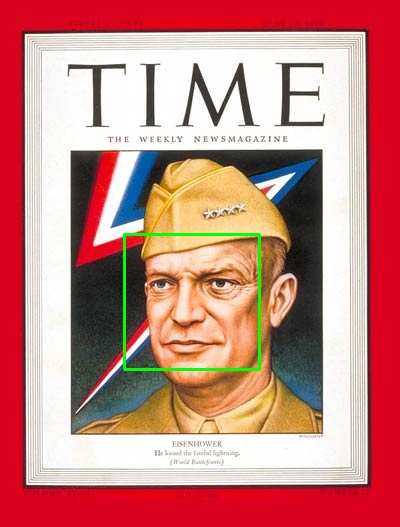 TIME
THE WEEKLY NEWSMAGAZINE
EISENHOWER
He loosed the fateful lightning.
(World Battlefronts)